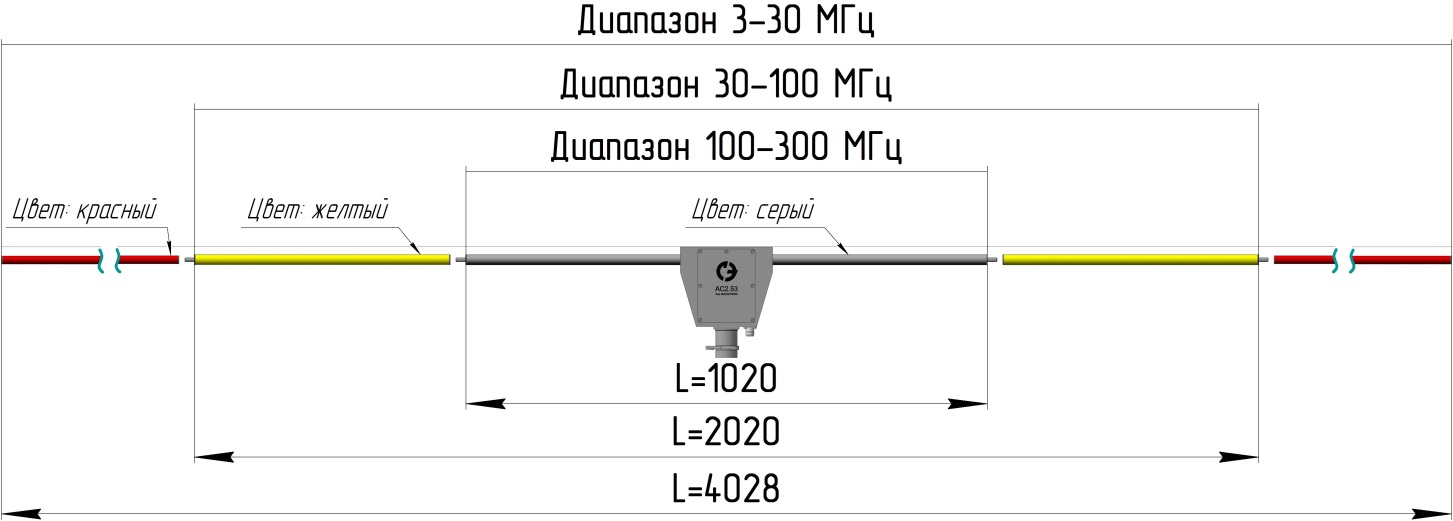 Диапазон 3-30 МГц
Диапазон 30-100 МГц
Диапазон 100-300 МГц
Цвет: красный
Цвет: желтый
Цвет: серый
АС2.53
L=1020
L=2020
L=4028